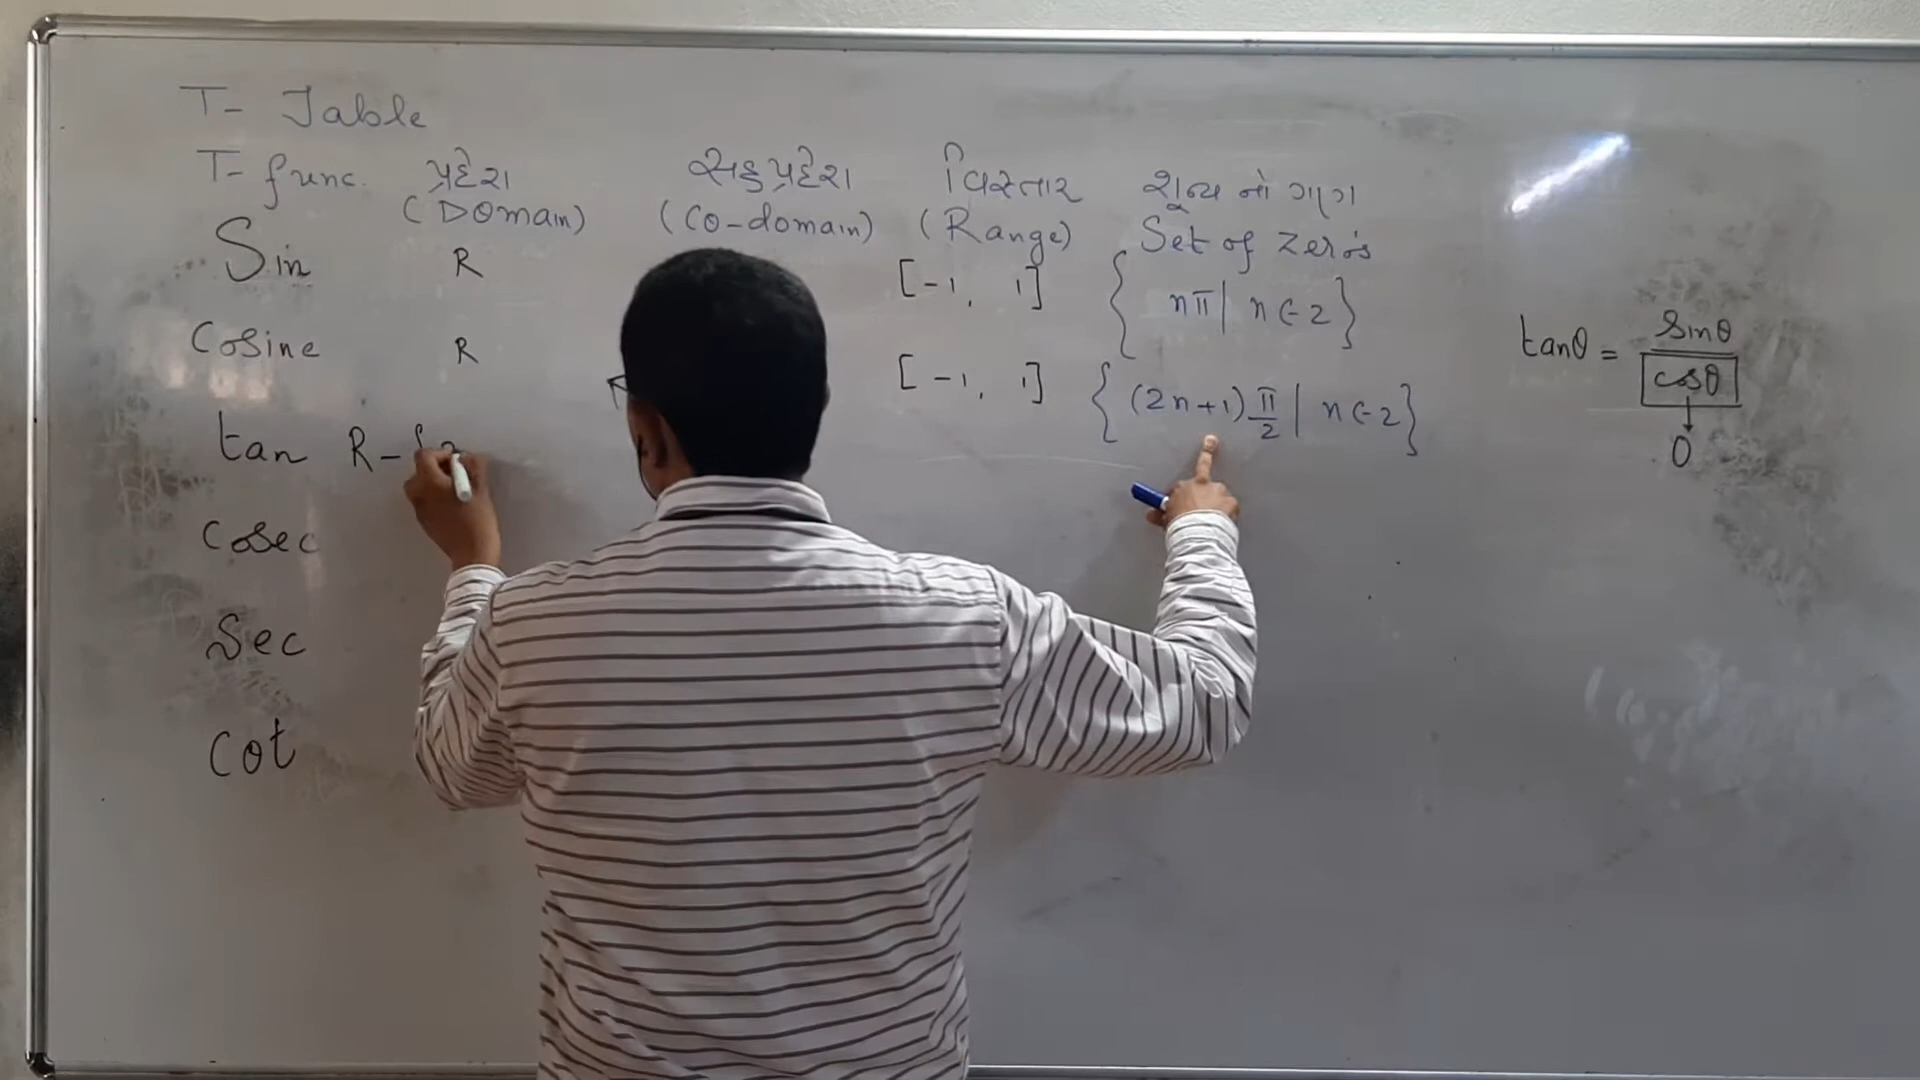 T- Table
T- func. પ્રદેશ સહપ્રદેશ વિસ્તાર શૂન્ય નો ગણ
(Domain) (Co-domain) (Range) Set of zero's
Sin R [-1, 1] { nπ | n ∈ z }
Cosine R [-1, 1] { (2n+1) π/2 | n ∈ z }
tan R - {
Cosec
Sec
Cot
tanθ = sinθ / cosθ
0